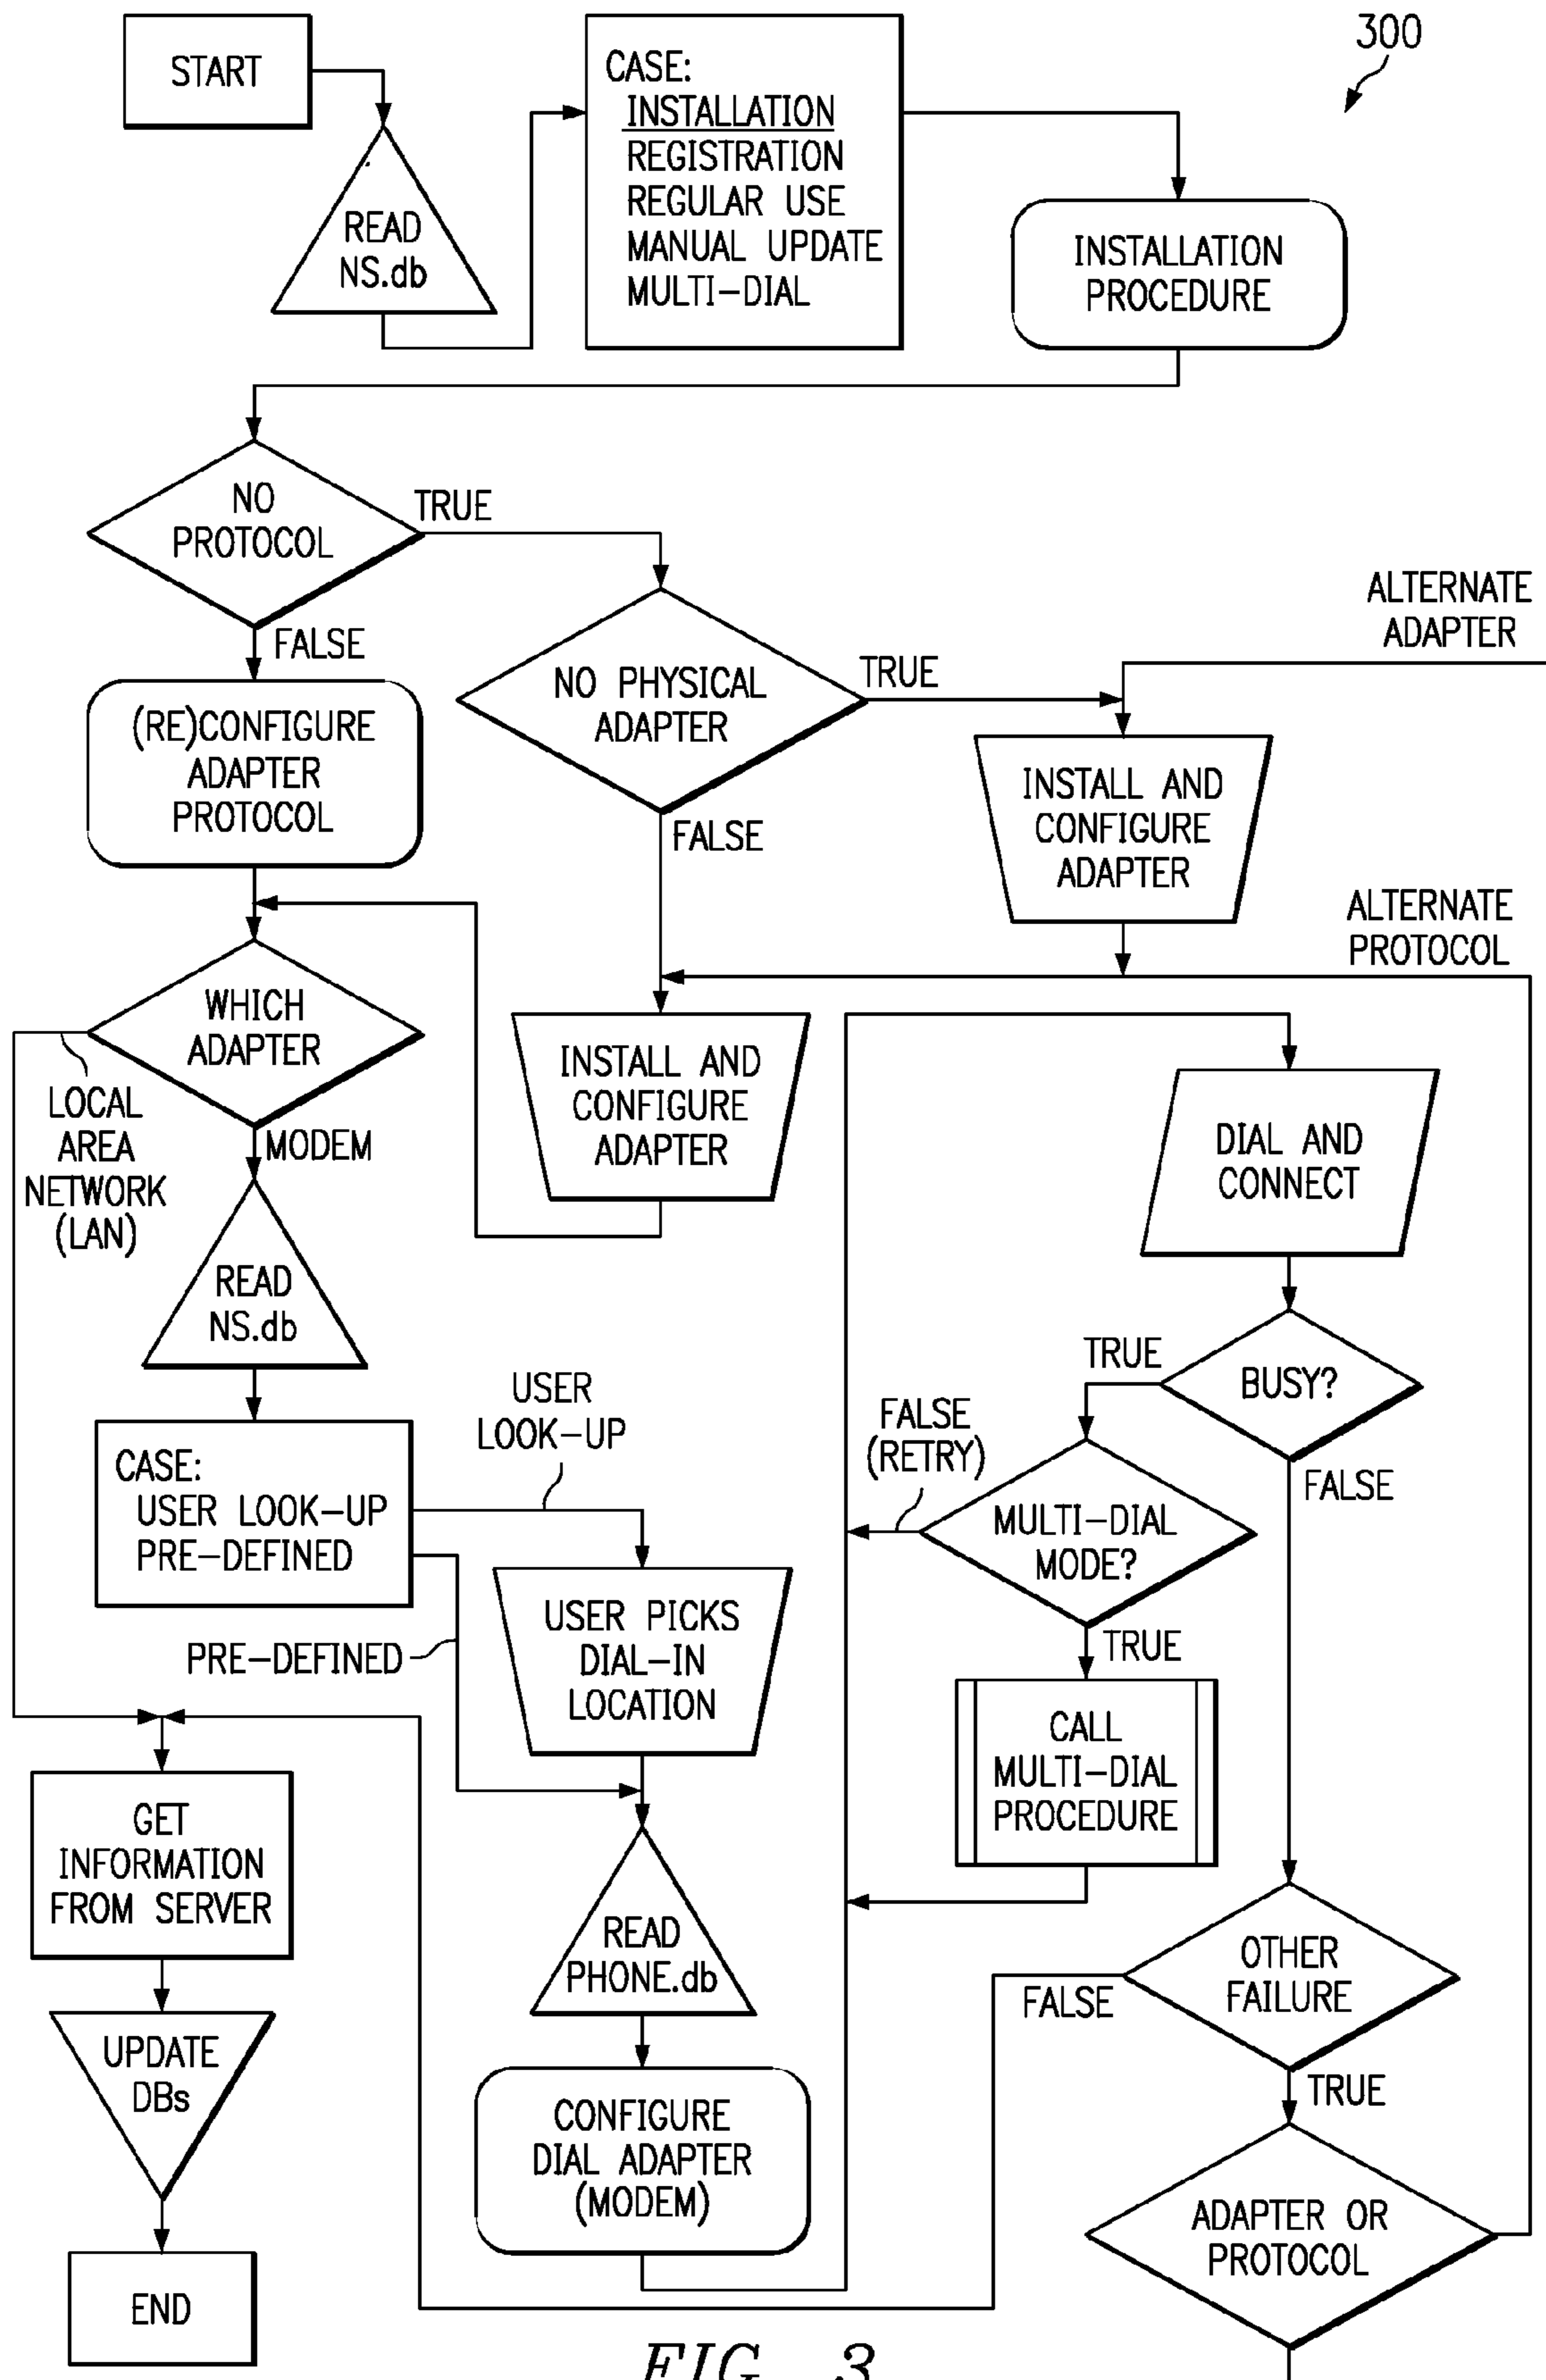 START
READ
NS.db
CASE:
INSTALLATION
REGISTRATION
REGULAR USE
MANUAL UPDATE
MULTI-DIAL
300
INSTALLATION
PROCEDURE
NO
PROTOCOL
TRUE
FALSE
NO PHYSICAL
ADAPTER
TRUE
FALSE
ALTERNATE
ADAPTER
(RE)CONFIGURE
ADAPTER
PROTOCOL
INSTALL AND
CONFIGURE
ADAPTER
ALTERNATE
PROTOCOL
WHICH
ADAPTER
LOCAL
AREA
NETWORK
(LAN)
MODEM
INSTALL AND
CONFIGURE
ADAPTER
DIAL AND
CONNECT
READ
NS.db
BUSY?
TRUE
FALSE
USER
LOOK-UP
FALSE
(RETRY)
CASE:
USER LOOK-UP
PRE-DEFINED
MULTI-DIAL
MODE?
TRUE
PRE-DEFINED
USER PICKS
DIAL-IN
LOCATION
CALL
MULTI-DIAL
PROCEDURE
GET
INFORMATION
FROM SERVER
READ
PHONE.db
OTHER
FAILURE
FALSE
TRUE
UPDATE
DBs
CONFIGURE
DIAL ADAPTER
(MODEM)
ADAPTER OR
PROTOCOL
END
FIG. 3